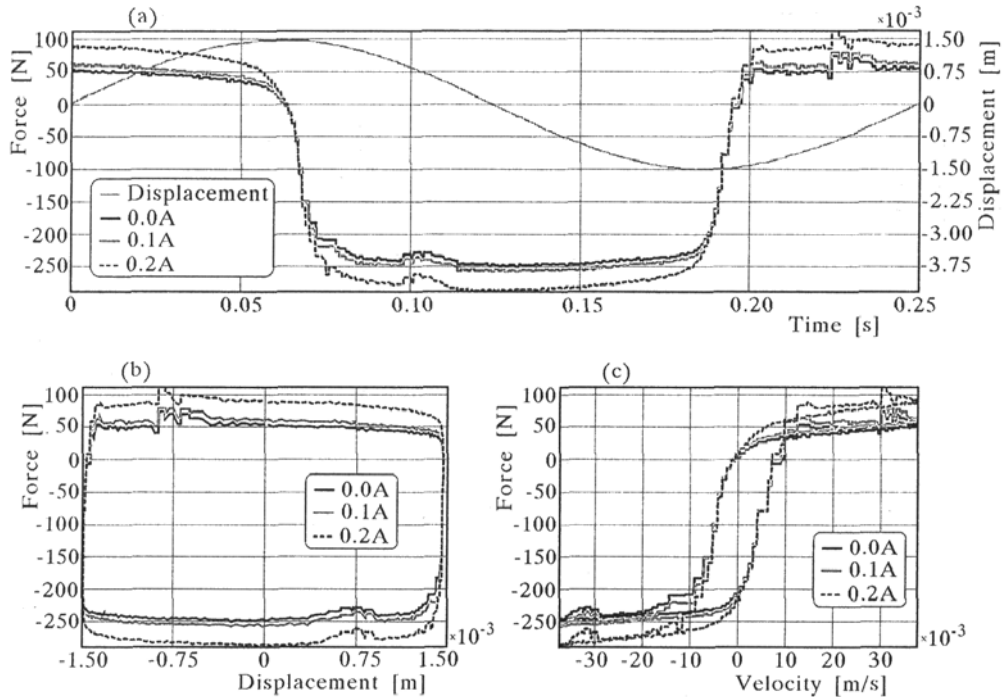 (a)
×10⁻³
Force [N]
100
50
0
-50
-100
-150
-200
-250
1.50
0.75
0
-0.75
-1.50
-2.25
-3.00
-3.75
Displacement [m]
Displacement
0.0A
0.1A
0.2A
0
0.05
0.10
0.15
0.20
0.25
Time [s]
(b)
Force [N]
100
50
0
-50
-100
-150
-200
-250
0.0A
0.1A
0.2A
×10⁻³
-1.50
-0.75
0
0.75
1.50
Displacement [m]
(c)
Force [N]
100
50
0
-50
-100
-150
-200
-250
0.0A
0.1A
0.2A
×10⁻³
-30
-20
-10
0
10
20
30
Velocity [m/s]